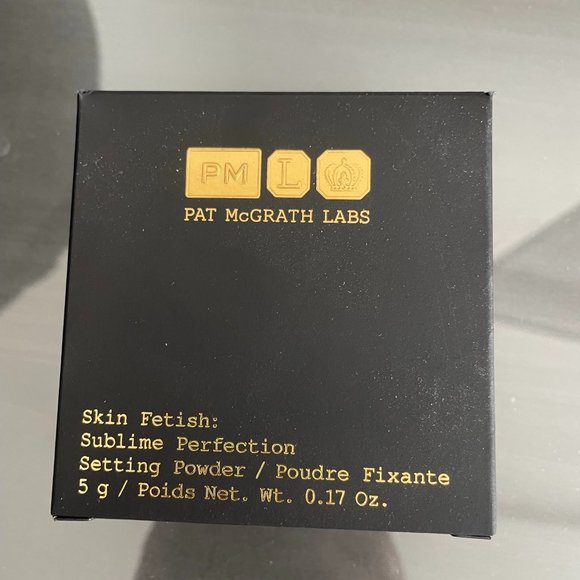 PM L
PAT McGRATH LABS
Skin Fetish:
Sublime Perfection
Setting Powder / Poudre Fixante
5 g / Poids Net. Wt. 0.17 Oz.